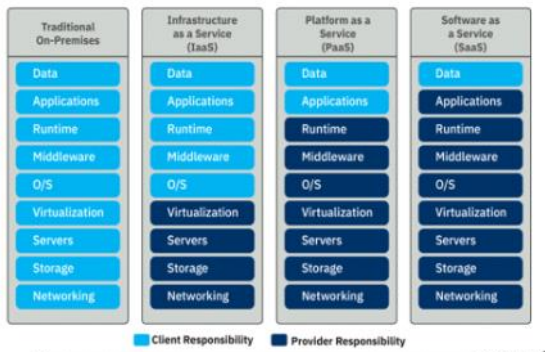 Traditional
On-Premises
Data
Applications
Runtime
Middleware
O/S
Virtualization
Servers
Storage
Networking
Infrastructure
as a Service
(IaaS)
Data
Applications
Runtime
Middleware
O/S
Virtualization
Servers
Storage
Networking
Platform as a
Service
(PaaS)
Data
Applications
Runtime
Middleware
O/S
Virtualization
Servers
Storage
Networking
Software as
a Service
(SaaS)
Data
Applications
Runtime
Middleware
O/S
Virtualization
Servers
Storage
Networking
Client Responsibility
Provider Responsibility